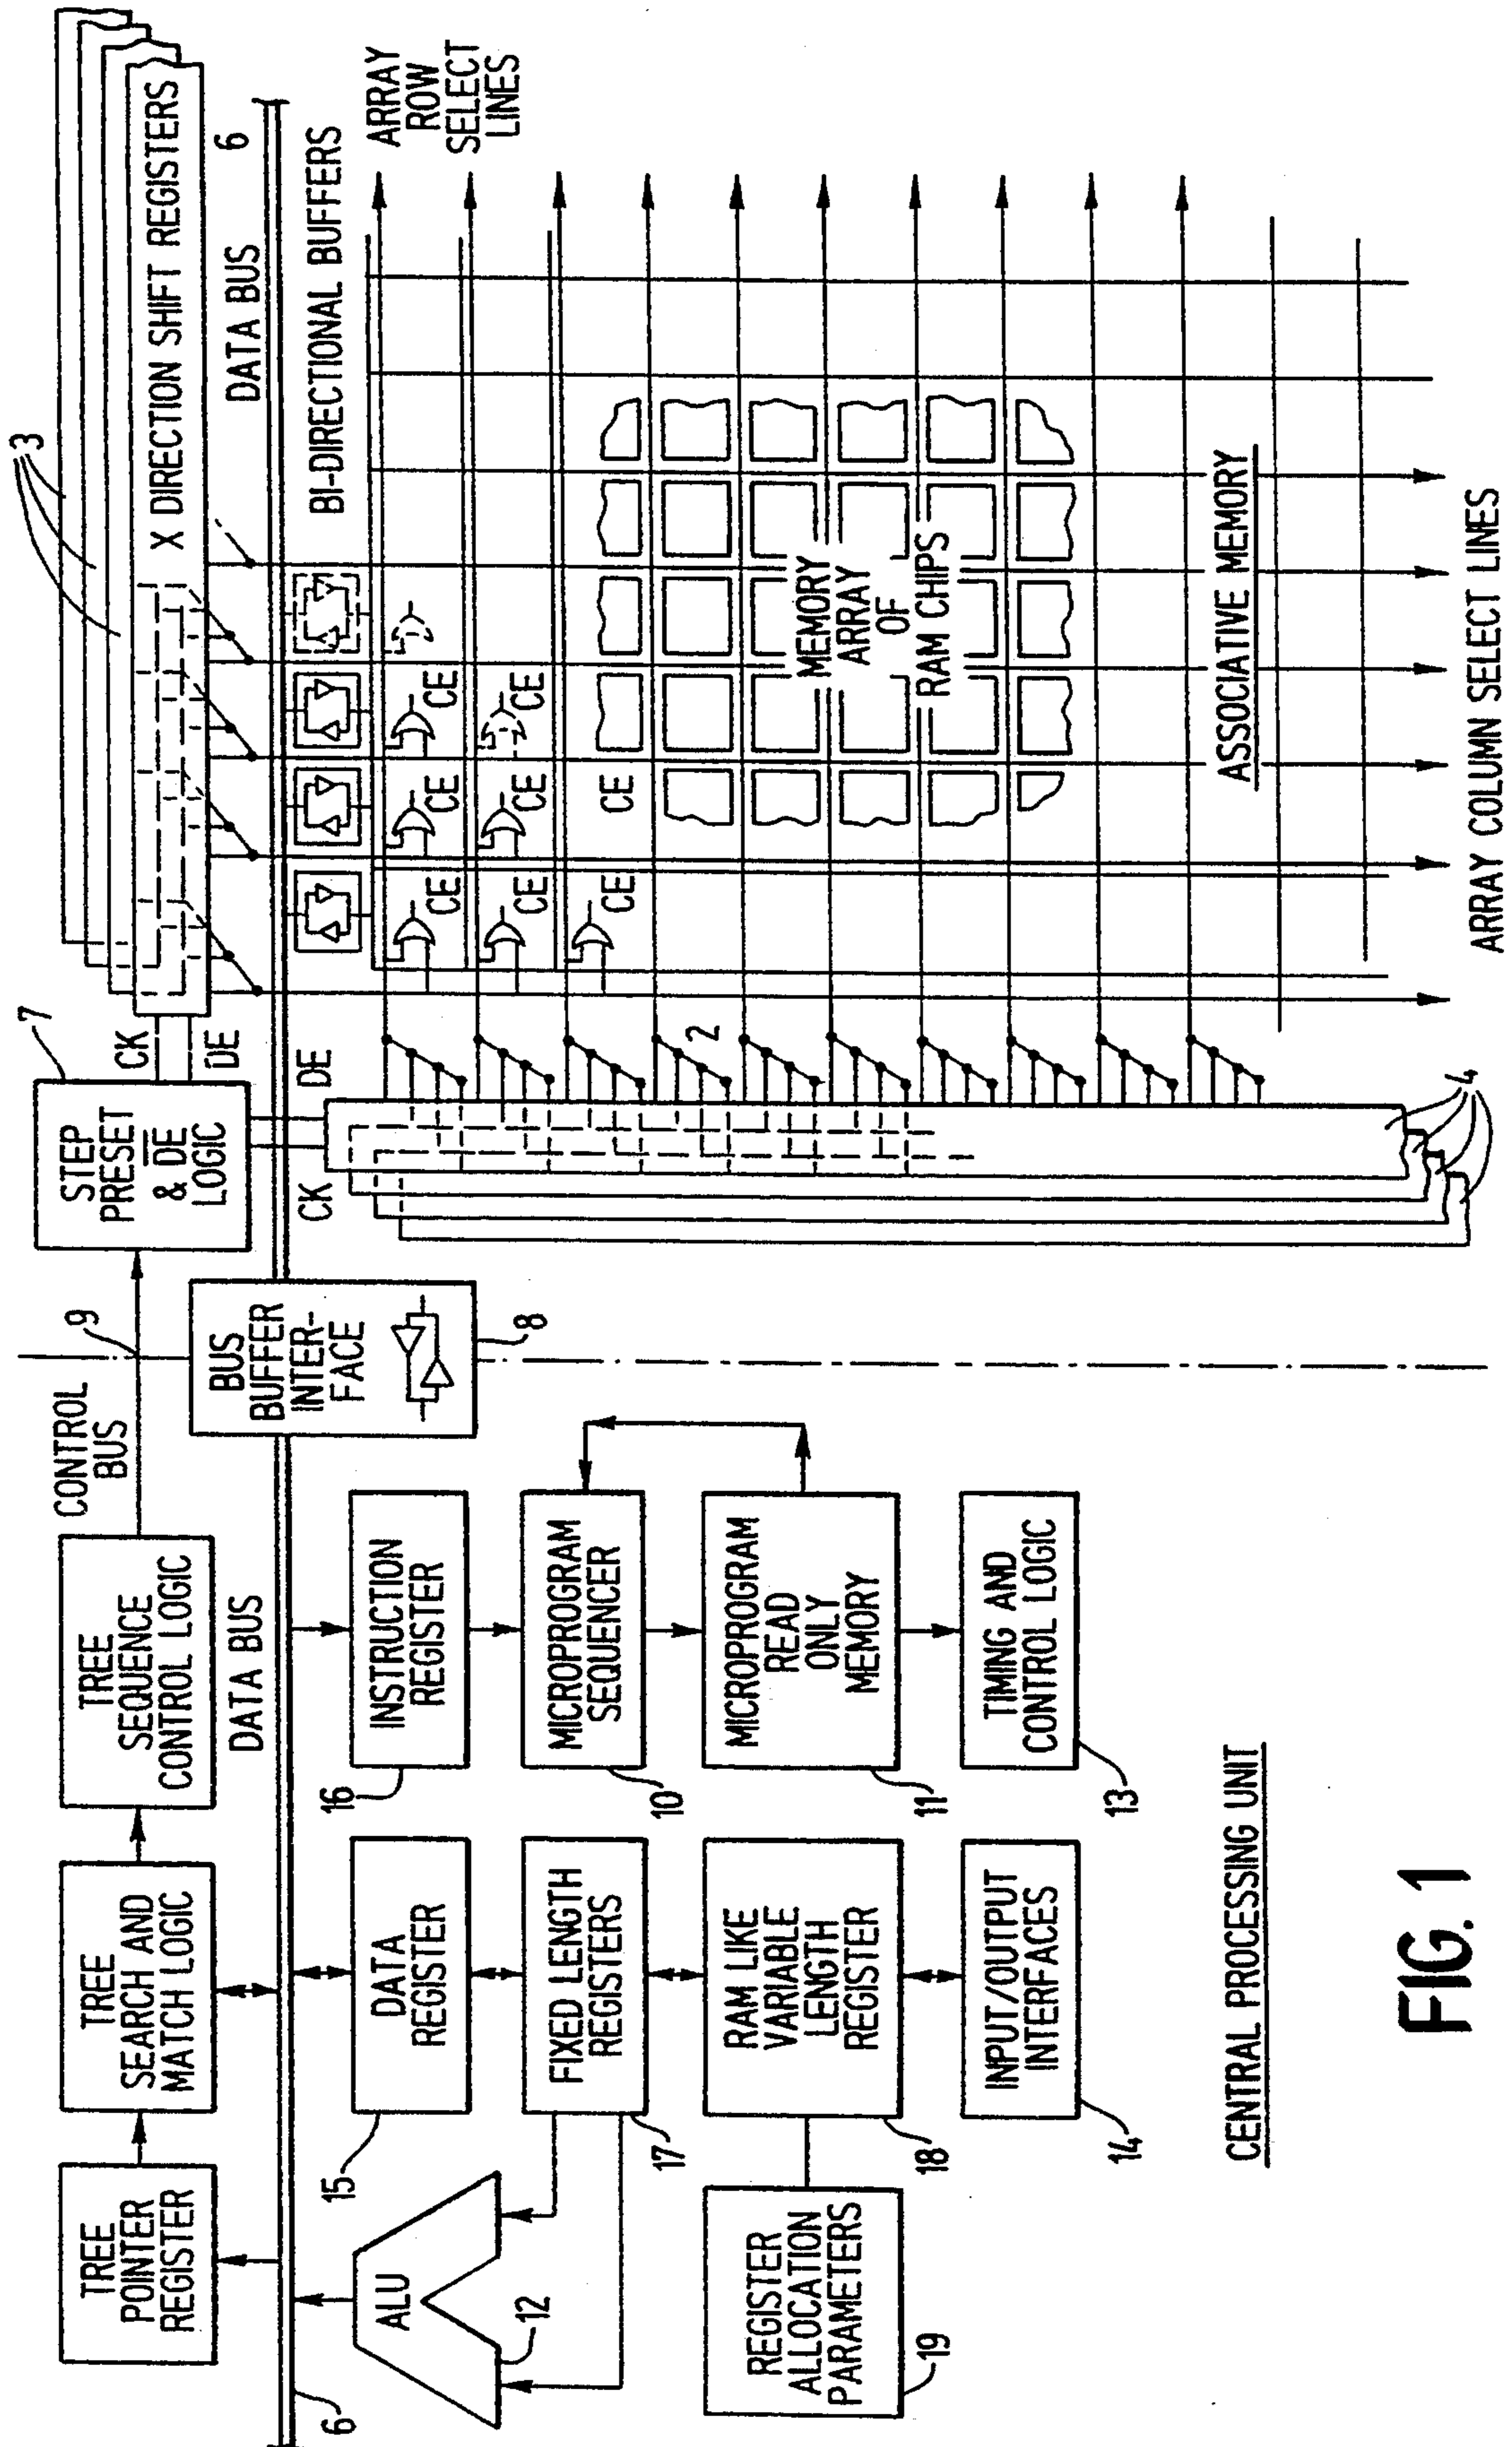 TREE
POINTER
REGISTER
TREE
SEARCH AND
MATCH LOGIC
TREE
SEQUENCE
CONTROL LOGIC
CONTROL
BUS
9
STEP
PRESET
& DE
LOGIC
7
CK
DE
3
X DIRECTION SHIFT REGISTERS
6
DATA BUS
BUS
BUFFER
INTER-
FACE
8
DATA BUS
6
CK
DE
BI-DIRECTIONAL BUFFERS
ALU
12
15
DATA
REGISTER
16
INSTRUCTION
REGISTER
ARRAY
ROW
SELECT
LINES
CE
CE
CE
CE
CE
CE
CE
CE
17
FIXED LENGTH
REGISTERS
10
MICROPROGRAM
SEQUENCER
2
REGISTER
ALLOCATION
PARAMETERS
19
18
RAM LIKE
VARIABLE
LENGTH
REGISTER
11
MICROPROGRAM
READ
ONLY
MEMORY
MEMORY
ARRAY
OF
RAM CHIPS
14
INPUT/OUTPUT
INTERFACES
13
TIMING AND
CONTROL LOGIC
4
CENTRAL PROCESSING UNIT
ASSOCIATIVE MEMORY
ARRAY COLUMN SELECT LINES
FIG. 1